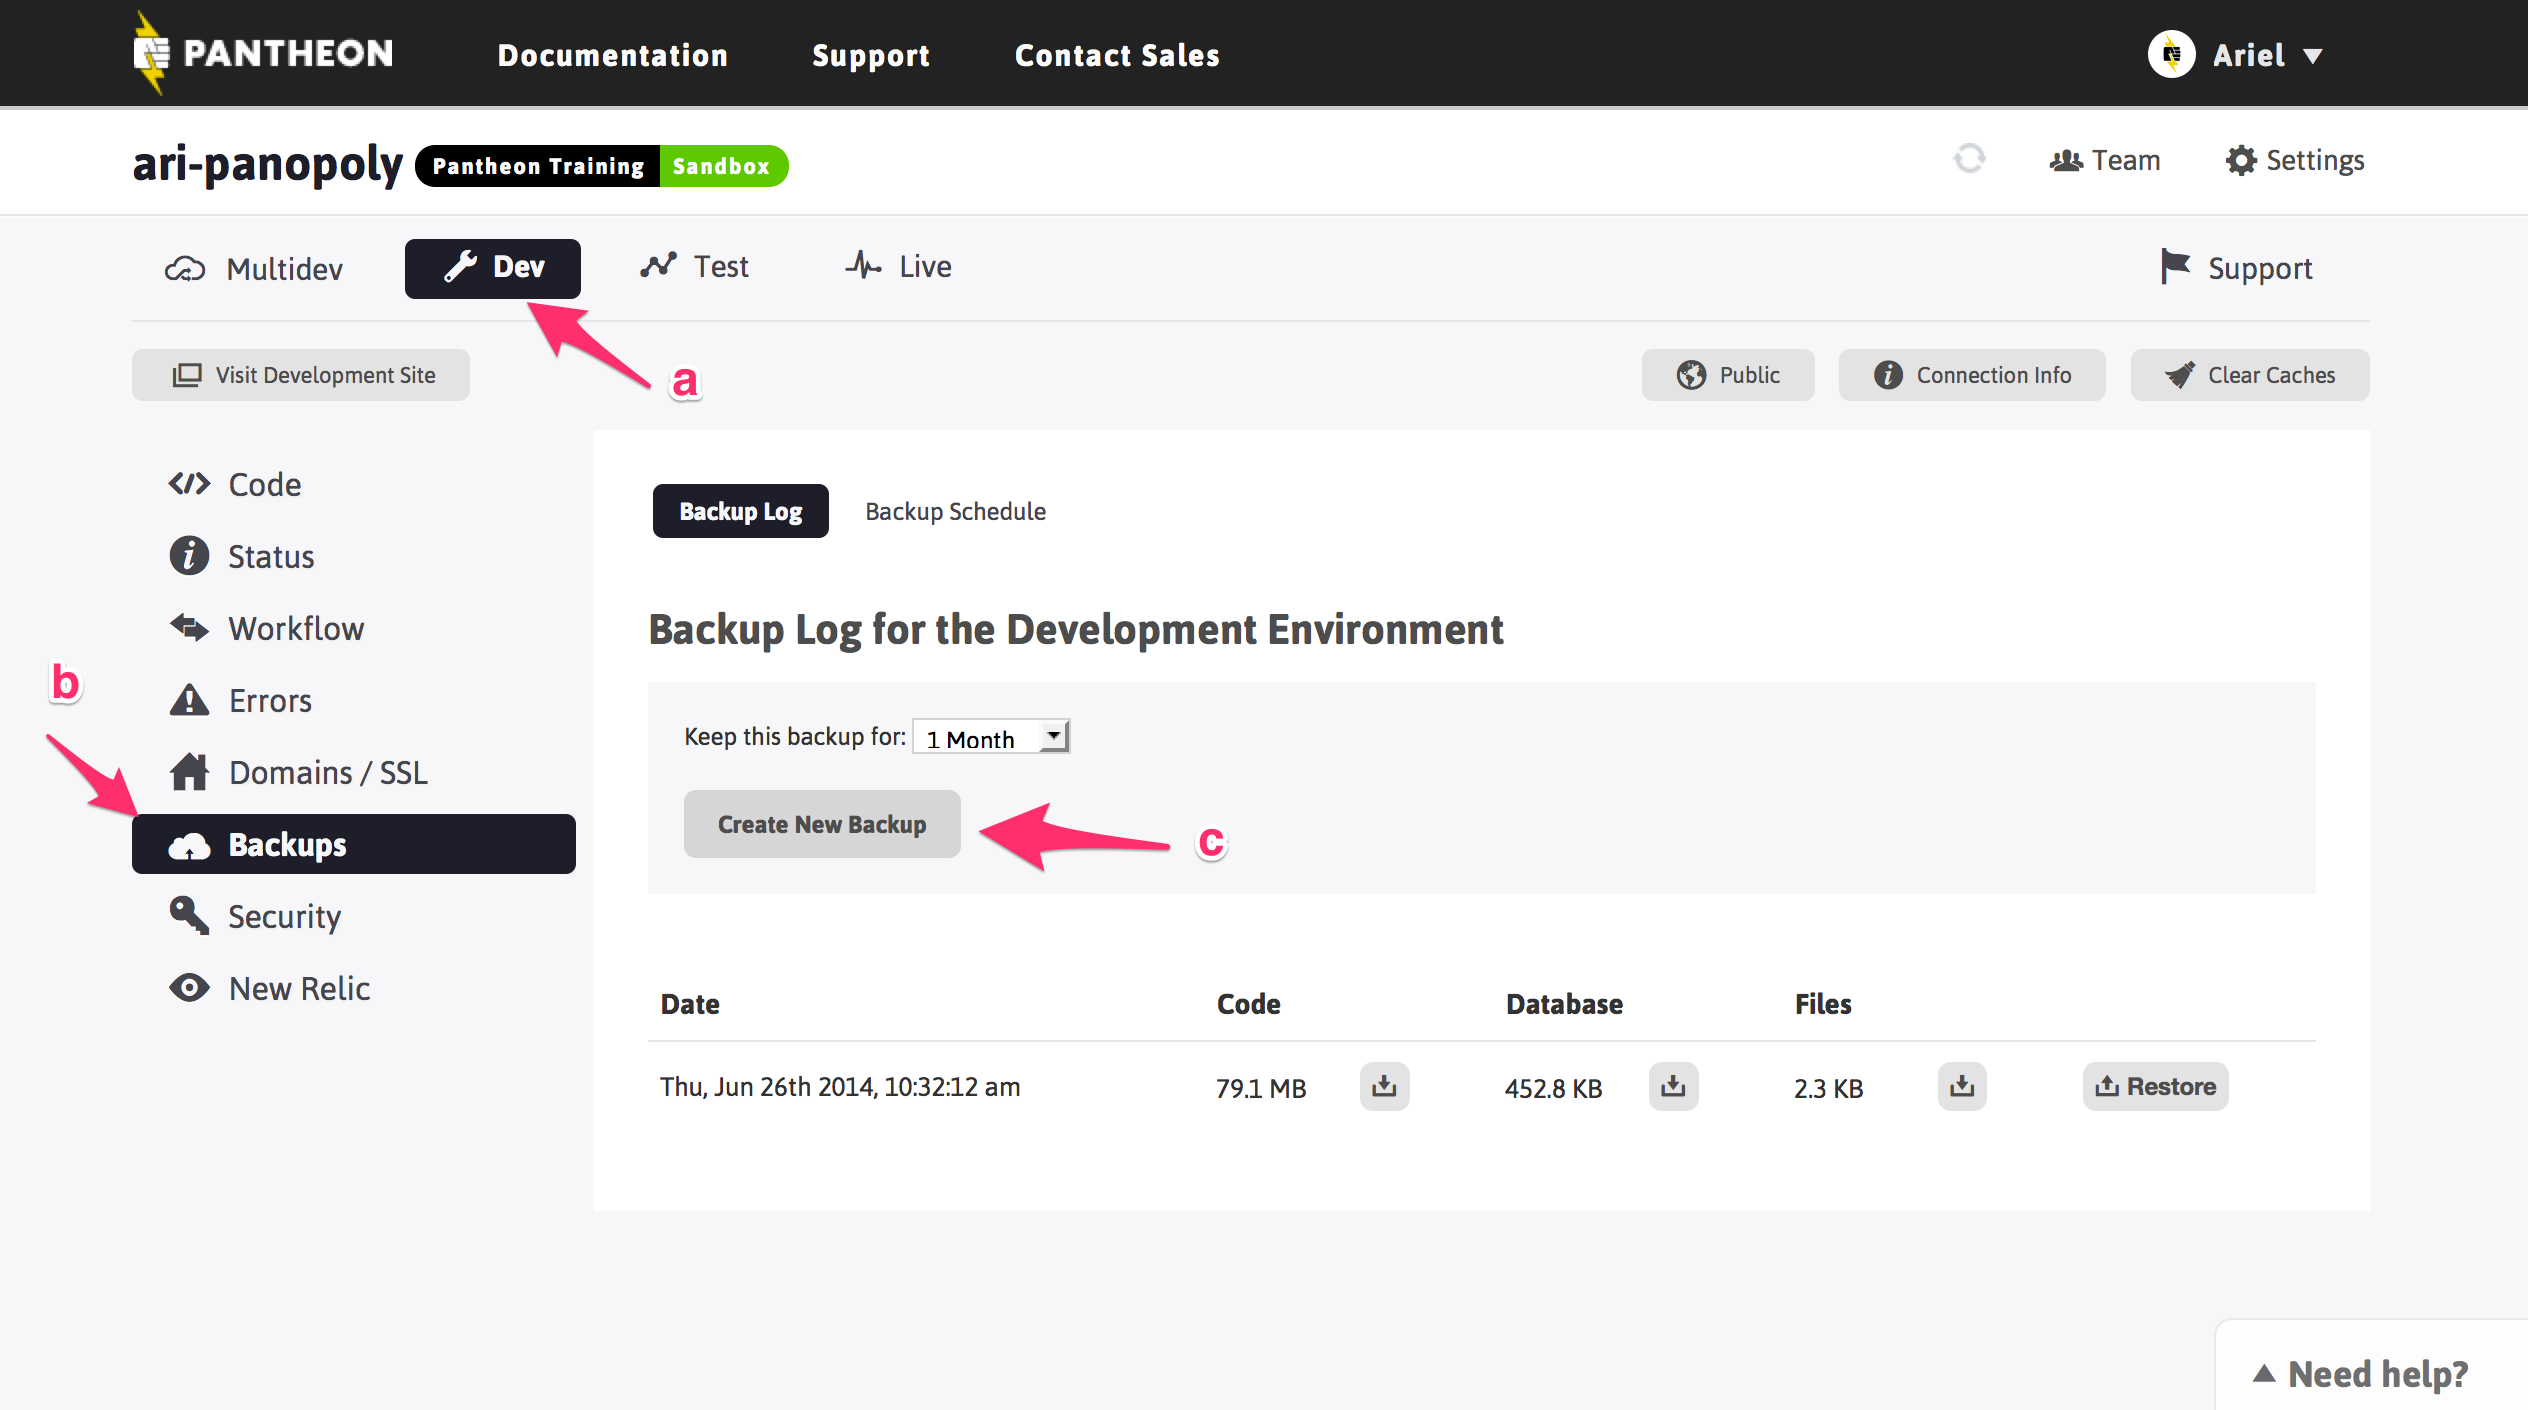 PANTHEON Documentation Support Contact Sales Ariel
ari-panopoly Pantheon Training Sandbox Team Settings
Multidev Dev Test Live Support
a
Visit Development Site Public Connection Info Clear Caches
Code
Status
Workflow
Errors
Domains / SSL
b
Backups
Security
New Relic
Backup Log Backup Schedule
Backup Log for the Development Environment
Keep this backup for: 1 Month
Create New Backup c
Date Code Database Files
Thu, Jun 26th 2014, 10:32:12 am 79.1 MB 452.8 KB 2.3 KB Restore
Need help?